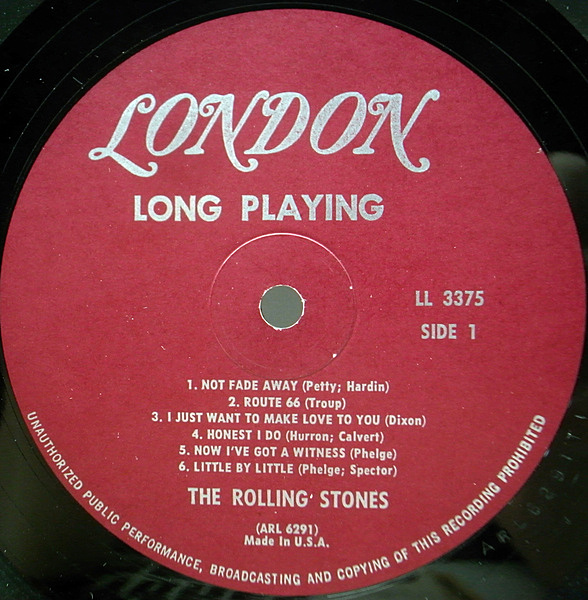 LONDON
LONG PLAYING
LL 3375
SIDE 1
1. NOT FADE AWAY (Petty; Hardin)
2. ROUTE 66 (Troup)
3. I JUST WANT TO MAKE LOVE TO YOU (Dixon)
4. HONEST I DO (Hurron; Calvert)
5. NOW I'VE GOT A WITNESS (Phelge)
6. LITTLE BY LITTLE (Phelge; Spector)
THE ROLLING' STONES
(ARL 6291)
Made In U.S.A.
UNAUTHORIZED PUBLIC PERFORMANCE, BROADCASTING AND COPYING OF THIS RECORDING PROHIBITED